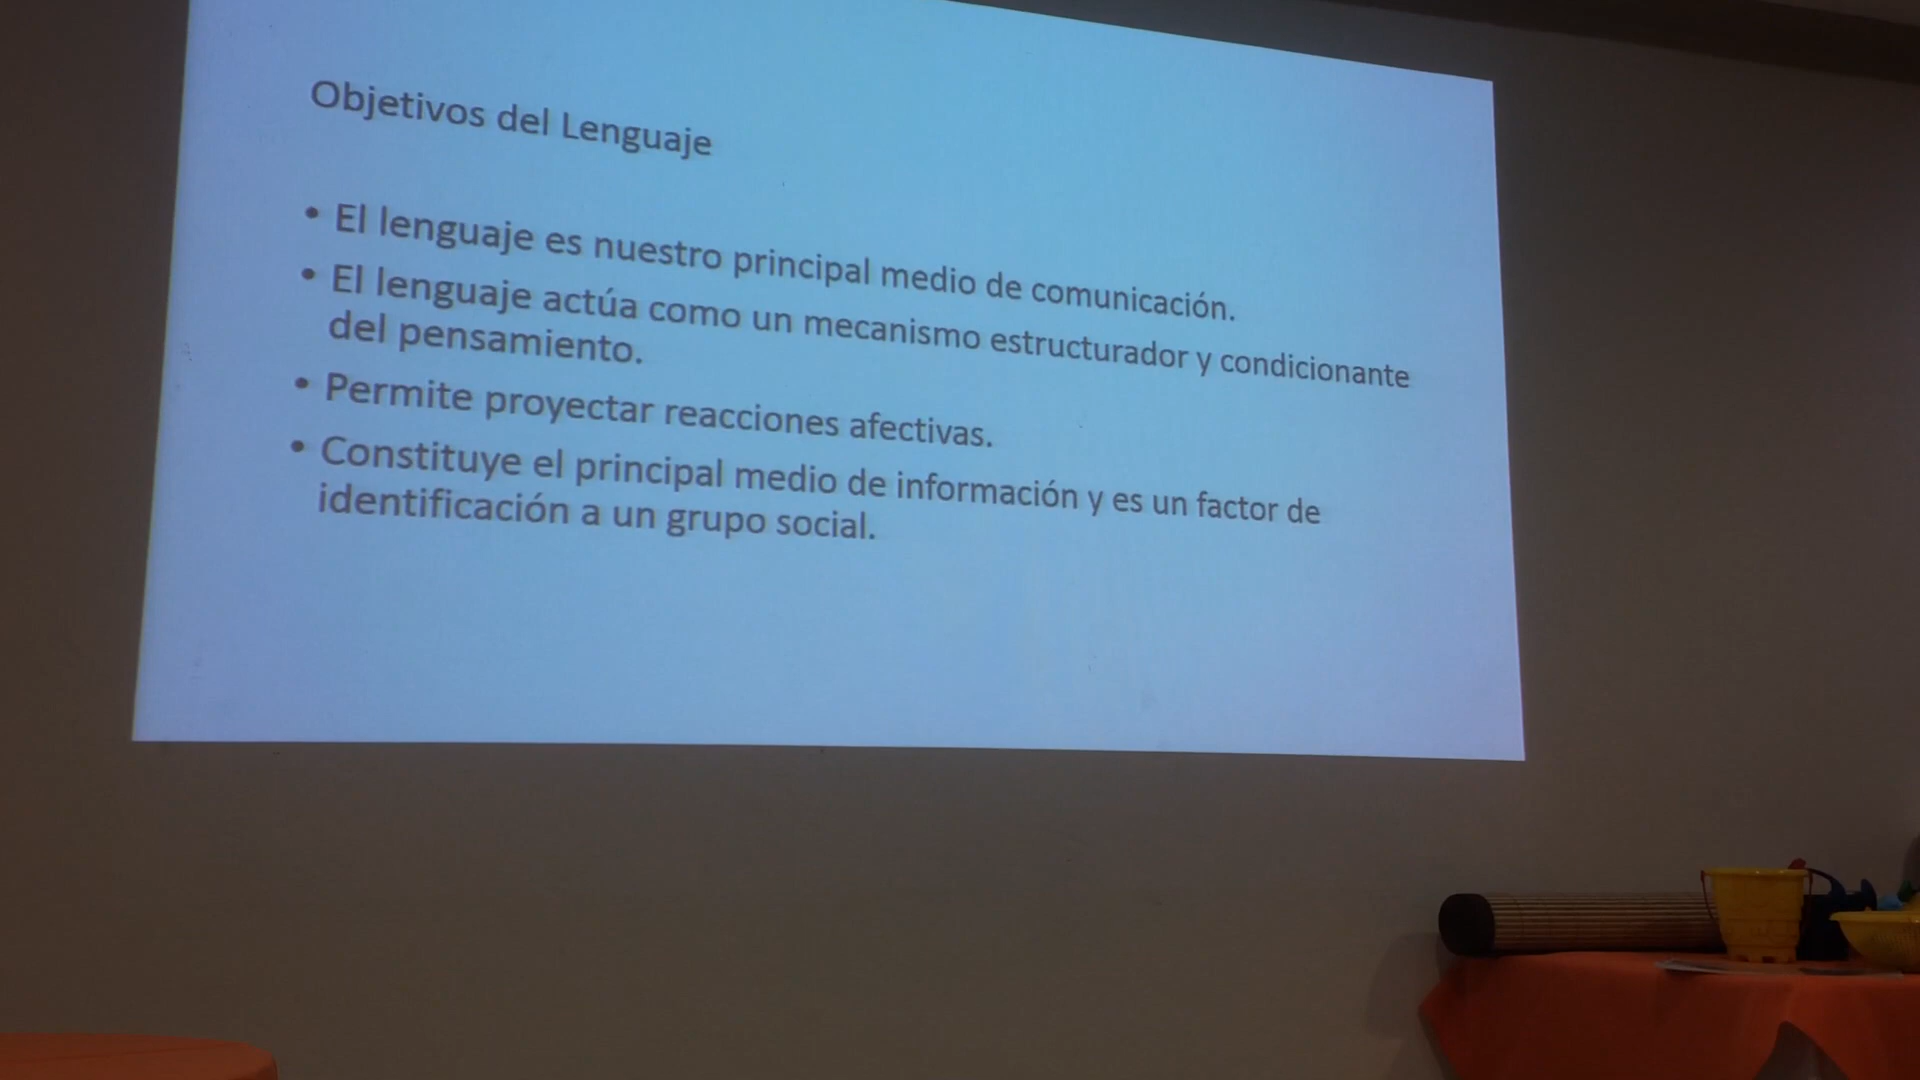 Objetivos del Lenguaje
• El lenguaje es nuestro principal medio de comunicación.
• El lenguaje actúa como un mecanismo estructurador y condicionante
del pensamiento.
• Permite proyectar reacciones afectivas.
• Constituye el principal medio de información y es un factor de
identificación a un grupo social.